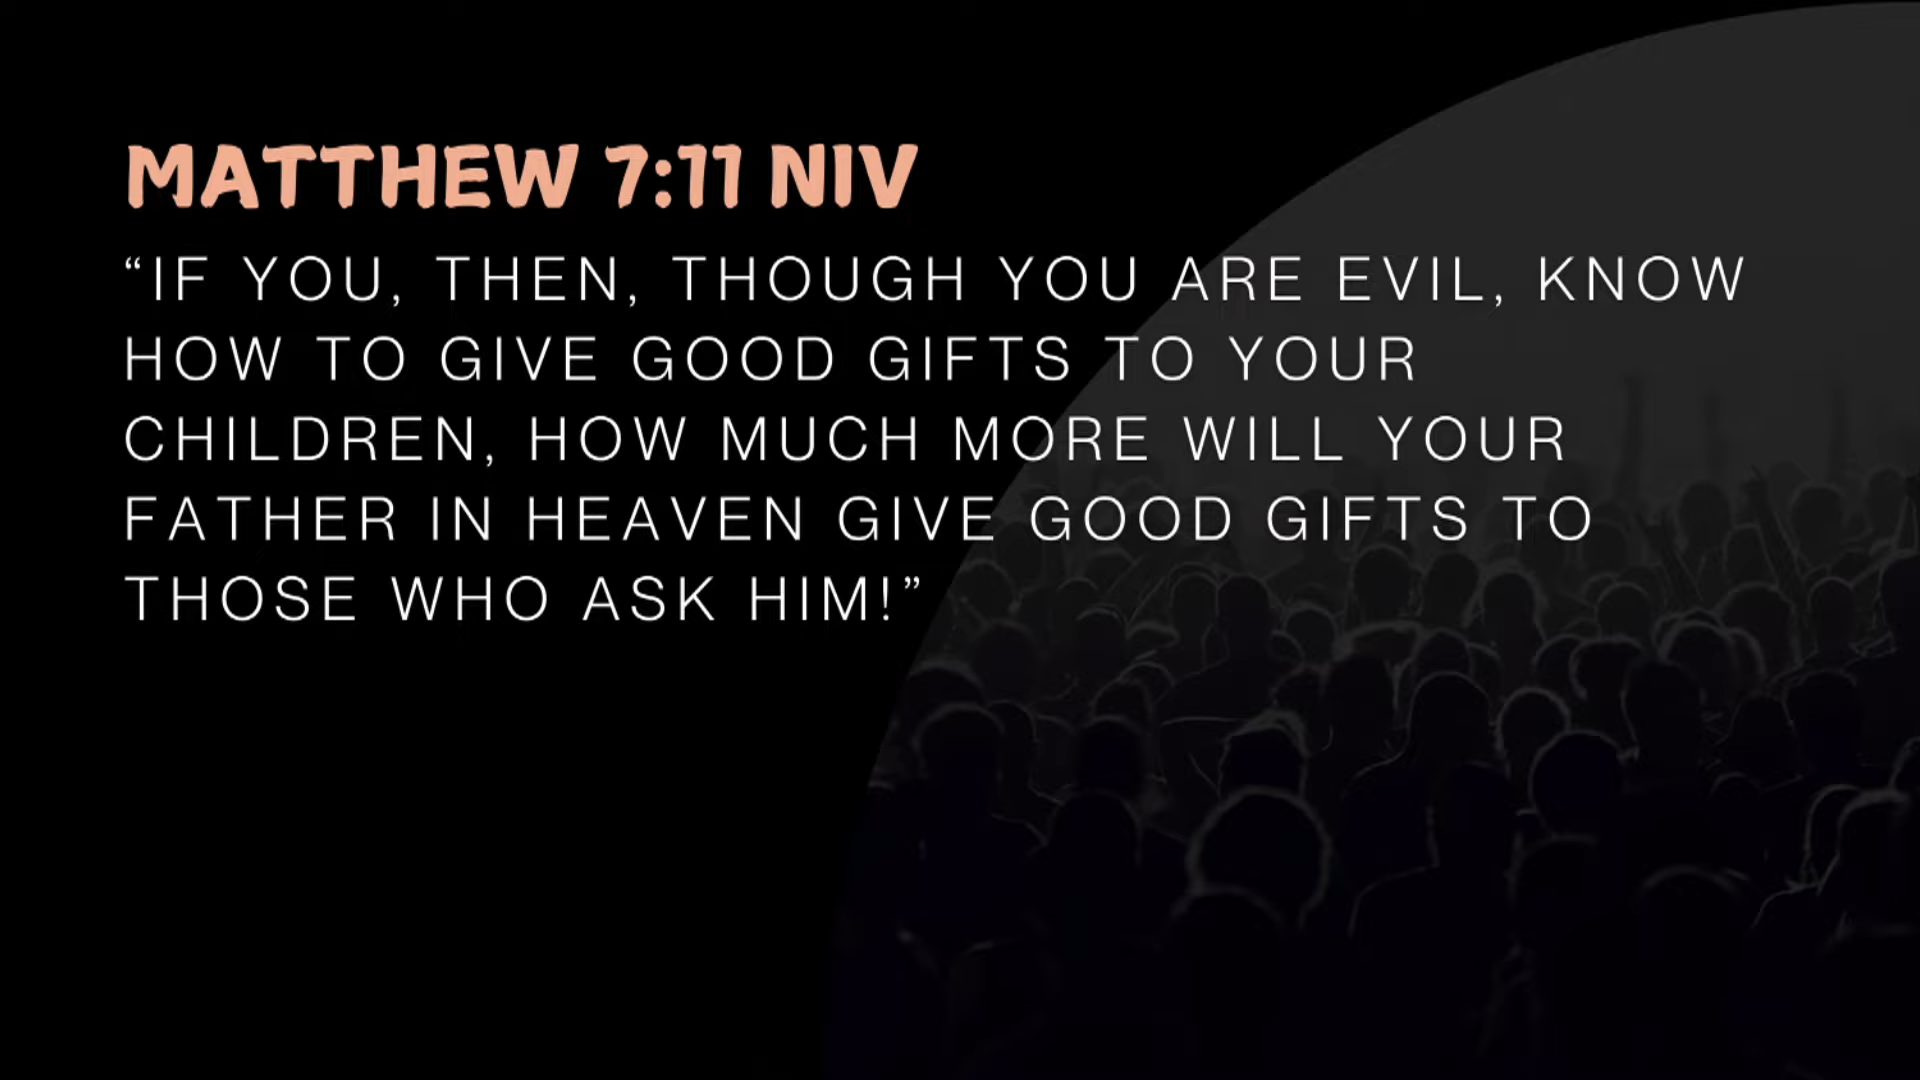 MATTHEW 7:11 NIV
“IF YOU, THEN, THOUGH YOU ARE EVIL, KNOW
HOW TO GIVE GOOD GIFTS TO YOUR
CHILDREN, HOW MUCH MORE WILL YOUR
FATHER IN HEAVEN GIVE GOOD GIFTS TO
THOSE WHO ASK HIM!”